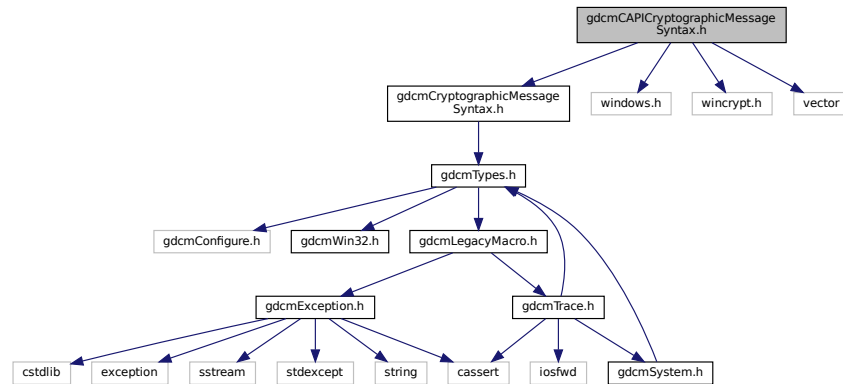 gdcmCAPICryptographicMessage
Syntax.h
gdcmCryptographicMessage
Syntax.h
windows.h
wincrypt.h
vector
gdcmTypes.h
gdcmConfigure.h
gdcmWin32.h
gdcmLegacyMacro.h
gdcmException.h
gdcmTrace.h
cstdlib
exception
sstream
stdexcept
string
cassert
iosfwd
gdcmSystem.h